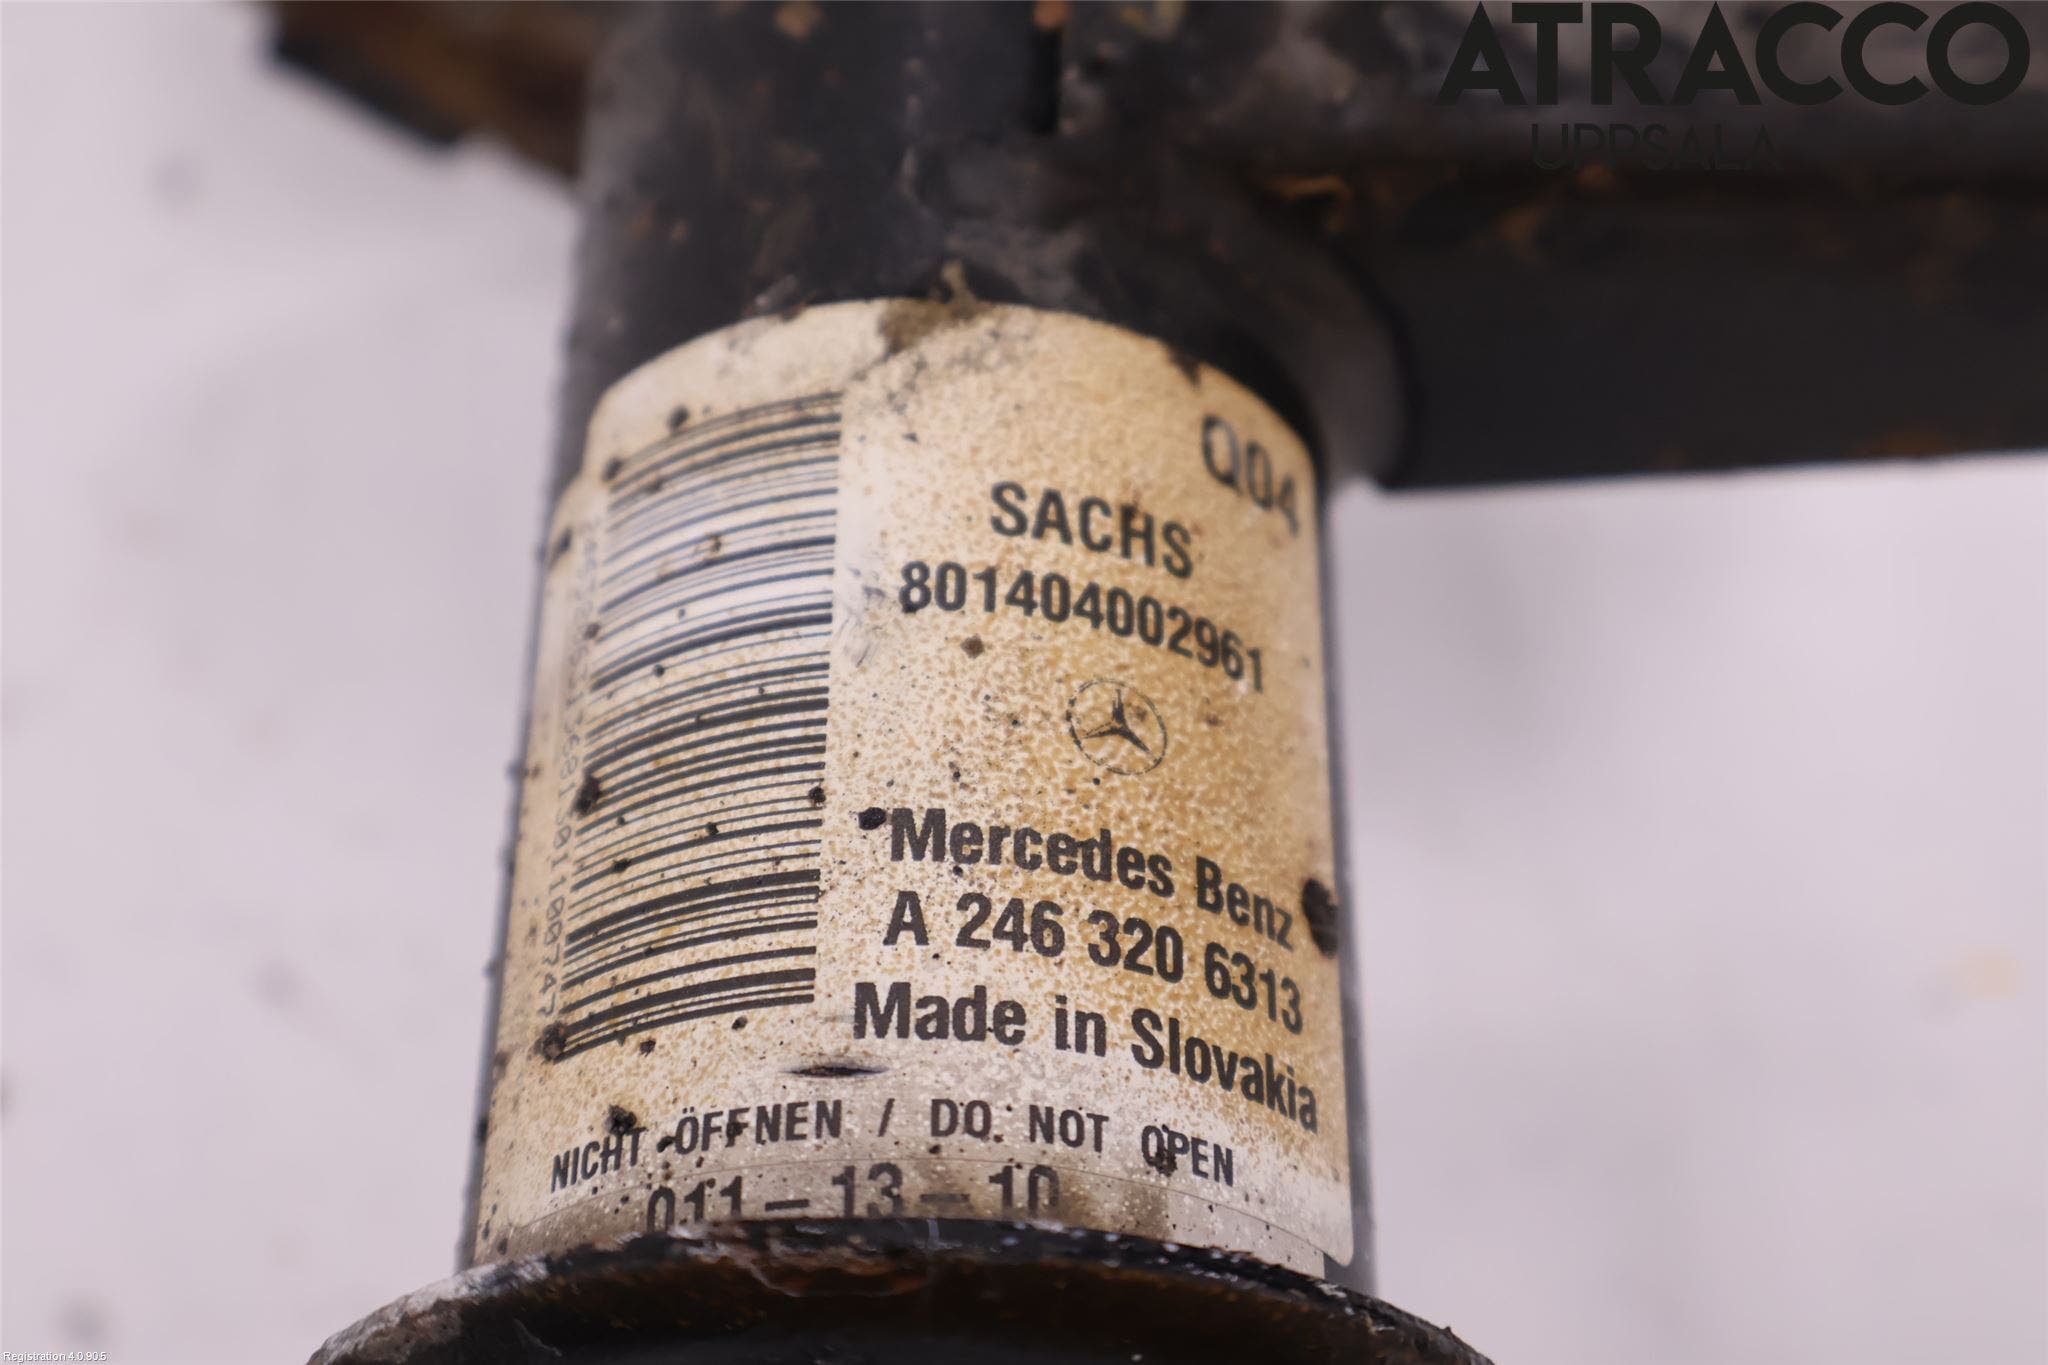 ATRACCO
UPPSALA
Q04
SACHS
801404002961
Mercedes Benz
A 246 320 6313
Made in Slovakia
NICHT ÖFFNEN / DO NOT OPEN
011-13-10
Registration 4.0.90.5